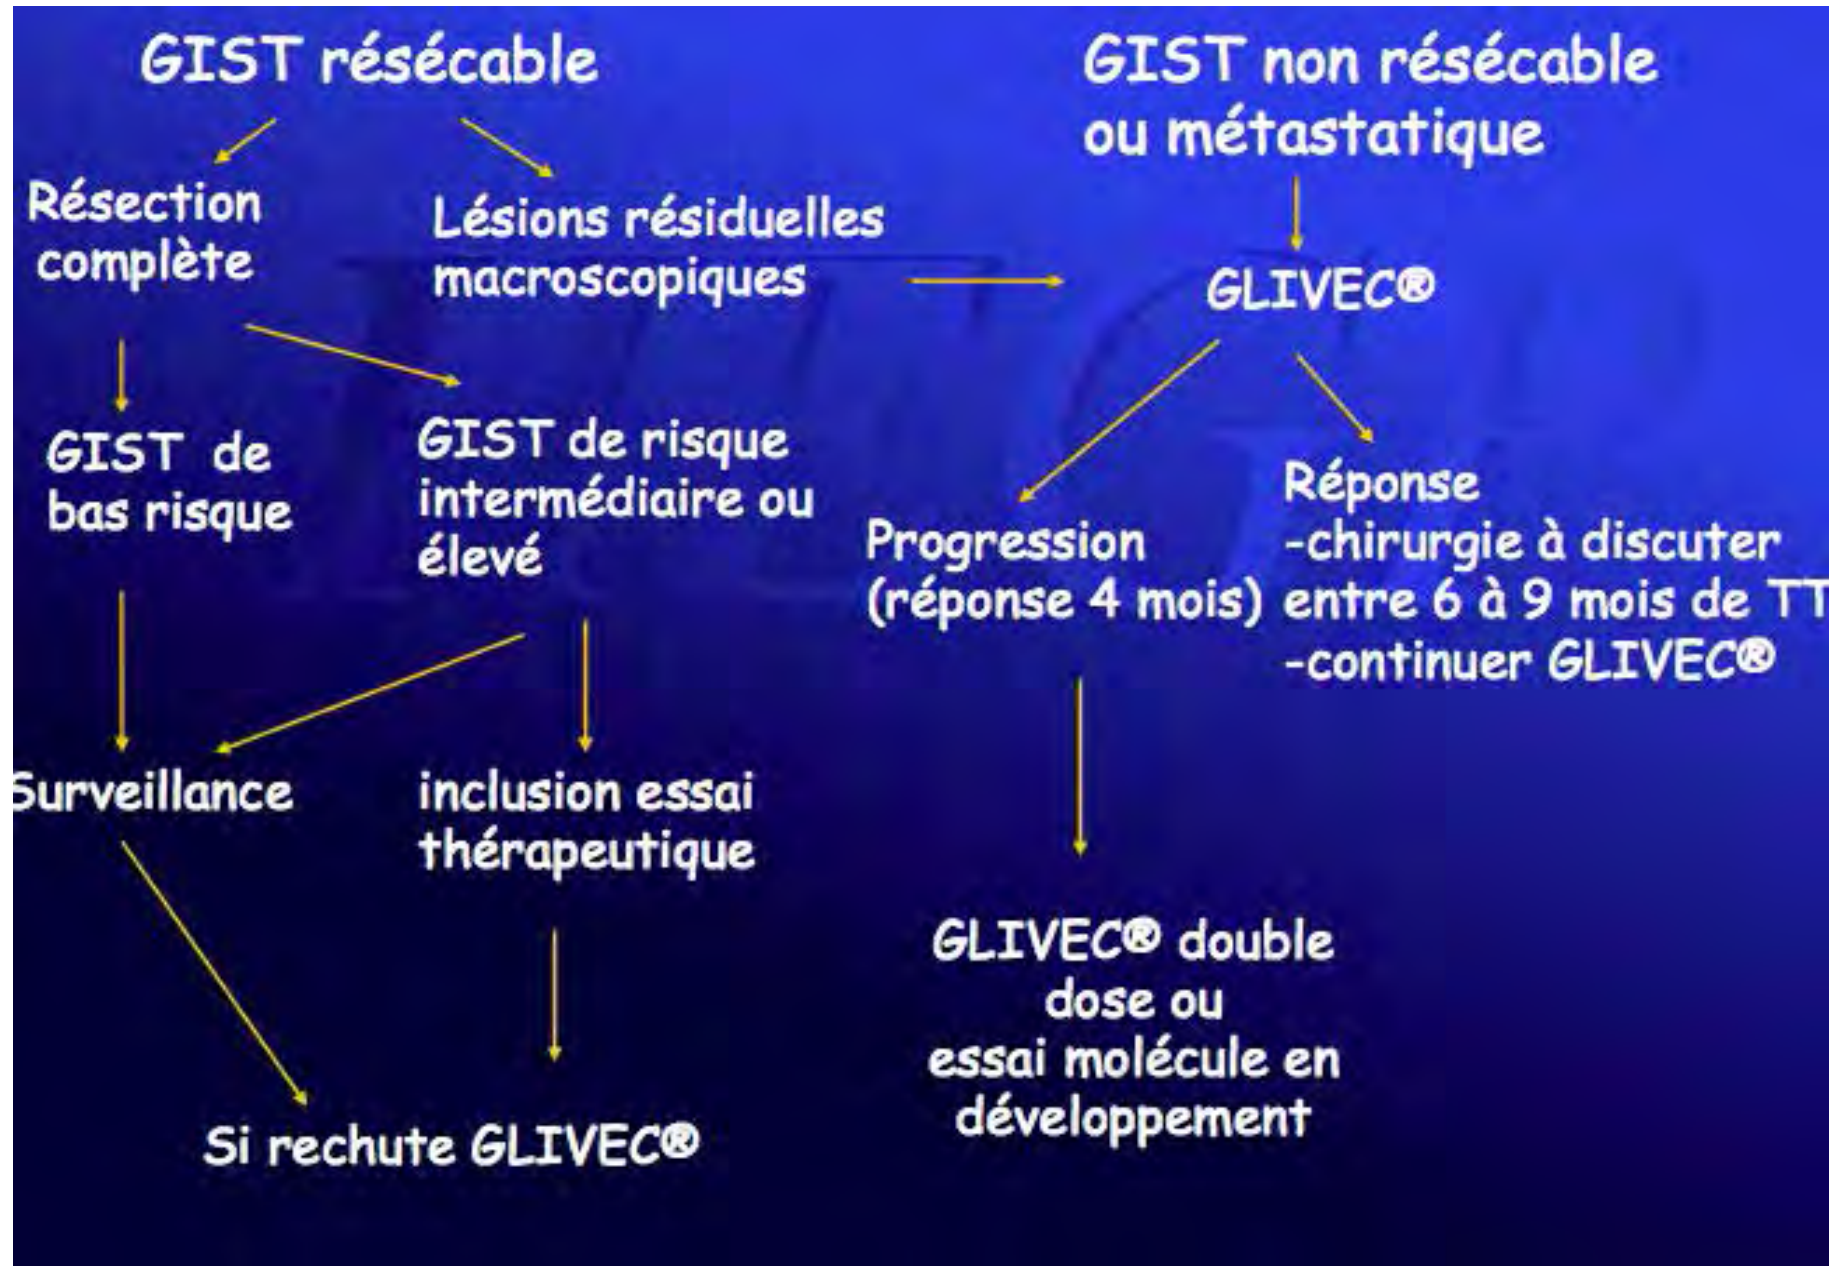 GIST résécable
GIST non résécable
ou métastatique
Résection
complète
Lésions résiduelles
macroscopiques
GLIVEC®
GIST de
bas risque
GIST de risque
intermédiaire ou
élevé
Progression
(réponse 4 mois)
Réponse
-chirurgie à discuter
entre 6 à 9 mois de TT
-continuer GLIVEC®
Surveillance
inclusion essai
thérapeutique
GLIVEC® double
dose ou
essai molécule en
développement
Si rechute GLIVEC®